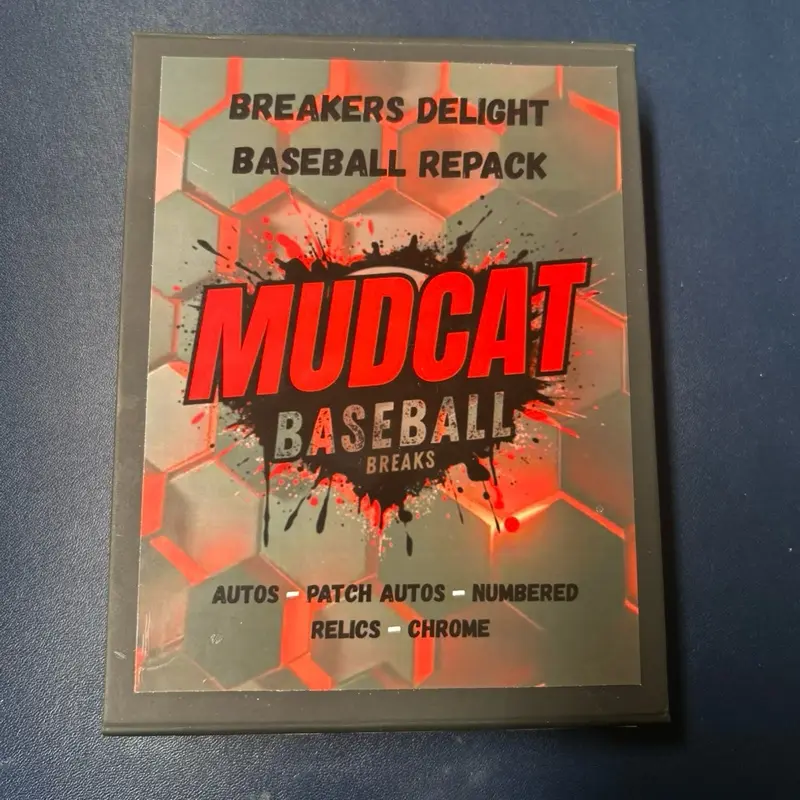 BREAKERS DELIGHT
BASEBALL REPACK
MUDCAT
BASEBALL
BREAKS
AUTOS - PATCH AUTOS - NUMBERED
RELICS - CHROME